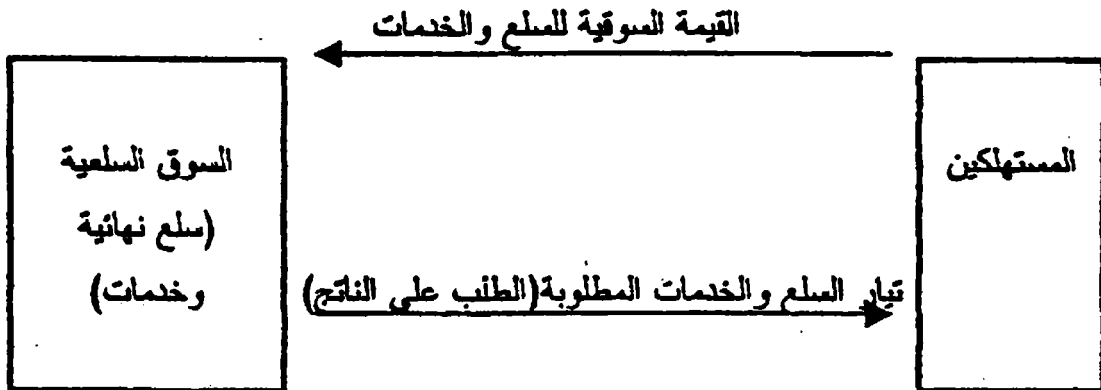 القيمة السوقية للسلع والخدمات
المستهلكين
السوق السلعية
(سلع نهائية
وخدمات)
تيار السلع والخدمات المطلوبة(الطلب على الناتج)